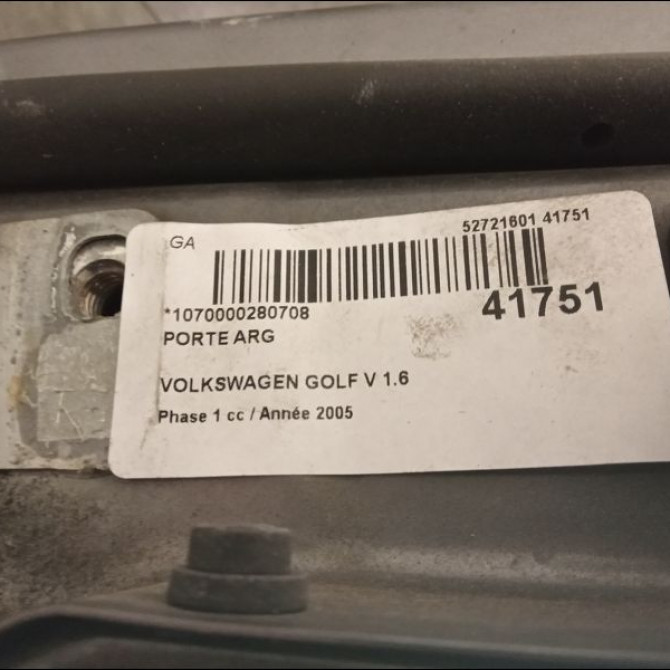 GA
52721601 41751
*1070000280708
41751
PORTE ARG
VOLKSWAGEN GOLF V 1.6
Phase 1 cc / Année 2005